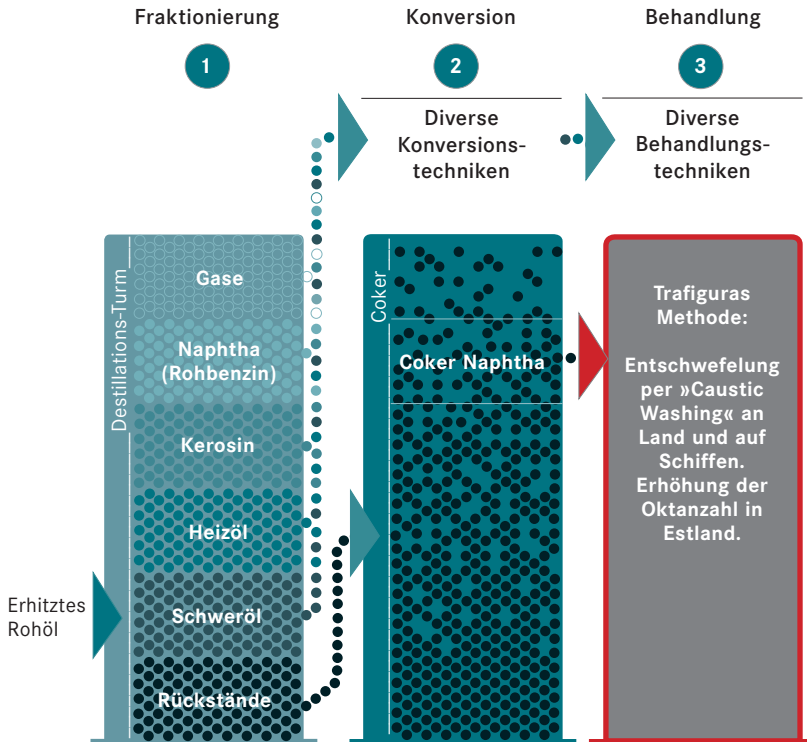 Fraktionierung
1
Konversion
2
Diverse
Konversions-
techniken
Behandlung
3
Diverse
Behandlungs-
techniken
Erhitztes
Rohöl
Destillations-Turm
Gase
Naphtha
(Rohbenzin)
Kerosin
Heizöl
Schweröl
Rückstände
Coker
Coker Naphtha
Trafiguras
Methode:
Entschwefelung
per »Caustic
Washing« an
Land und auf
Schiffen.
Erhöhung der
Oktanzahl in
Estland.